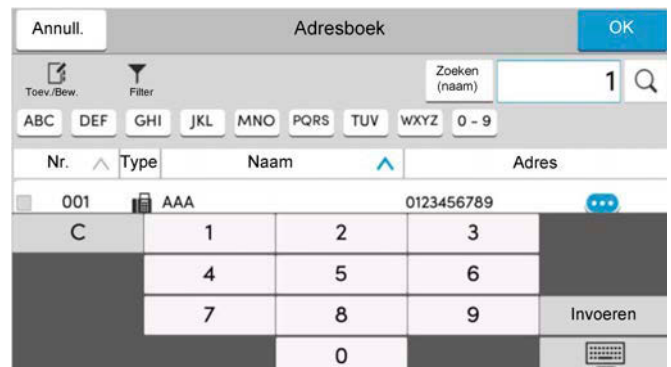 Annull. Adresboek OK
Zoeken
(naam) 1
Toev./Bew. Filter
ABC DEF GHI JKL MNO PQRS TUV WXYZ 0 - 9
Nr. Type Naam Adres
001 AAA 0123456789
C 1 2 3
4 5 6
7 8 9 Invoeren
0